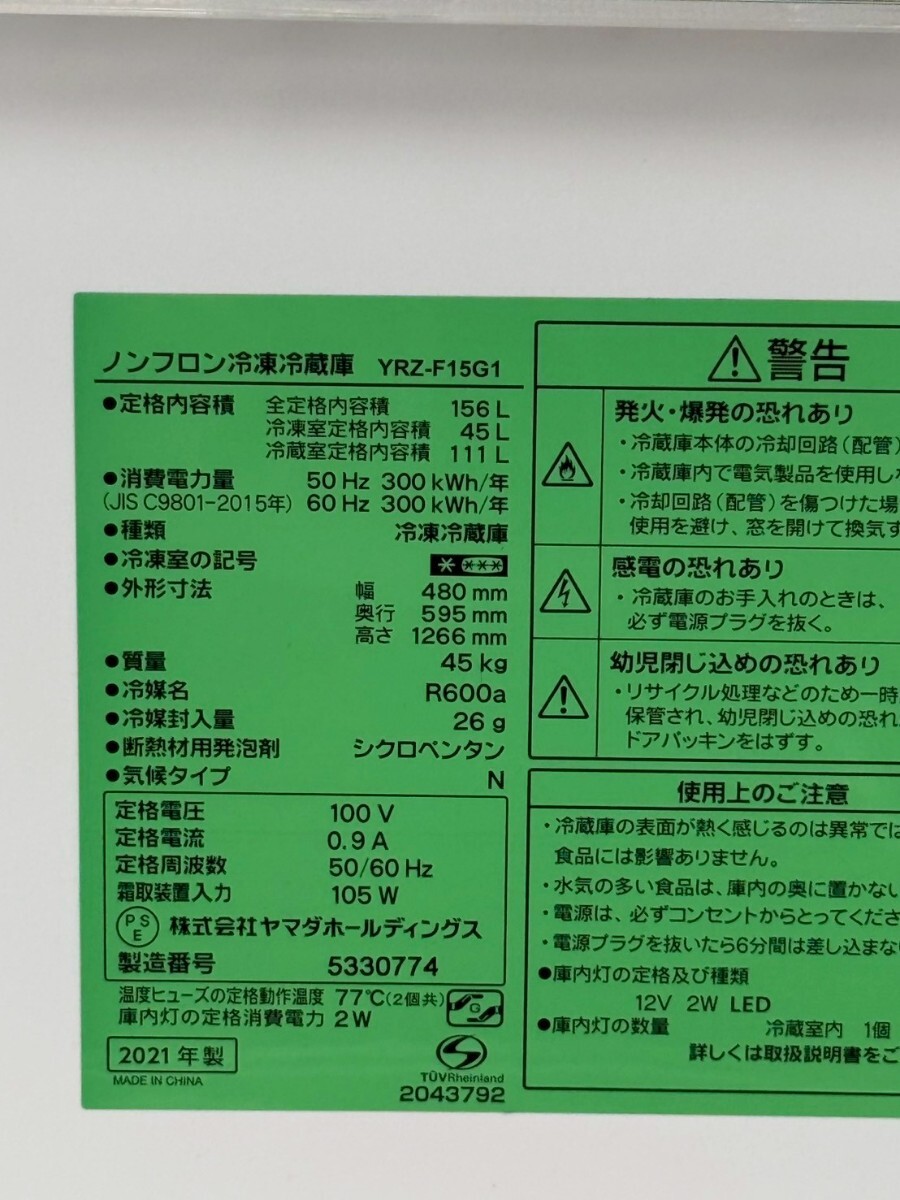 ノンフロン冷凍冷蔵庫 YRZ-F15G1
●定格内容積 全定格内容積 156 L
冷凍室定格内容積 45 L
冷蔵室定格内容積 111 L
●消費電力量 50 Hz 300 kWh/年
(JIS C9801-2015年) 60 Hz 300 kWh/年
●種類 冷凍冷蔵庫
●冷凍室の記号
●外形寸法 幅 480 mm
奥行 595 mm
高さ 1266 mm
●質量 45 kg
●冷媒名 R600a
●冷媒封入量 26 g
●断熱材用発泡剤 シクロペンタン
●気候タイプ N
定格電圧 100 V
定格電流 0.9 A
定格周波数 50/60 Hz
霜取装置入力 105 W
PSE 株式会社ヤマダホールディングス
製造番号 5330774
温度ヒューズの定格動作温度 77℃(2個共)
庫内灯の定格消費電力 2 W
2021 年 製
MADE IN CHINA
TÜVRheinland
2043792
警告
発火・爆発の恐れあり
・冷蔵庫本体の冷却回路(配管)
・冷蔵庫内で電気製品を使用し
・冷却回路(配管)を傷つけた場
使用を避け、窓を開けて換気す
感電の恐れあり
・冷蔵庫のお手入れのときは、
必ず電源プラグを抜く。
幼児閉じ込めの恐れあり
・リサイクル処理などのため一時
保管され、幼児閉じ込めの恐れ
ドアパッキンをはずす。
使用上のご注意
・冷蔵庫の表面が熱く感じるのは異常では
食品には影響ありません。
・水気の多い食品は、庫内の奥に置かない
・電源は、必ずコンセントからとってくださ
・電源プラグを抜いたら6分間は差し込まな
●庫内灯の定格及び種類
12V 2W LED
●庫内灯の数量 冷蔵室内 1個
詳しくは取扱説明書をご